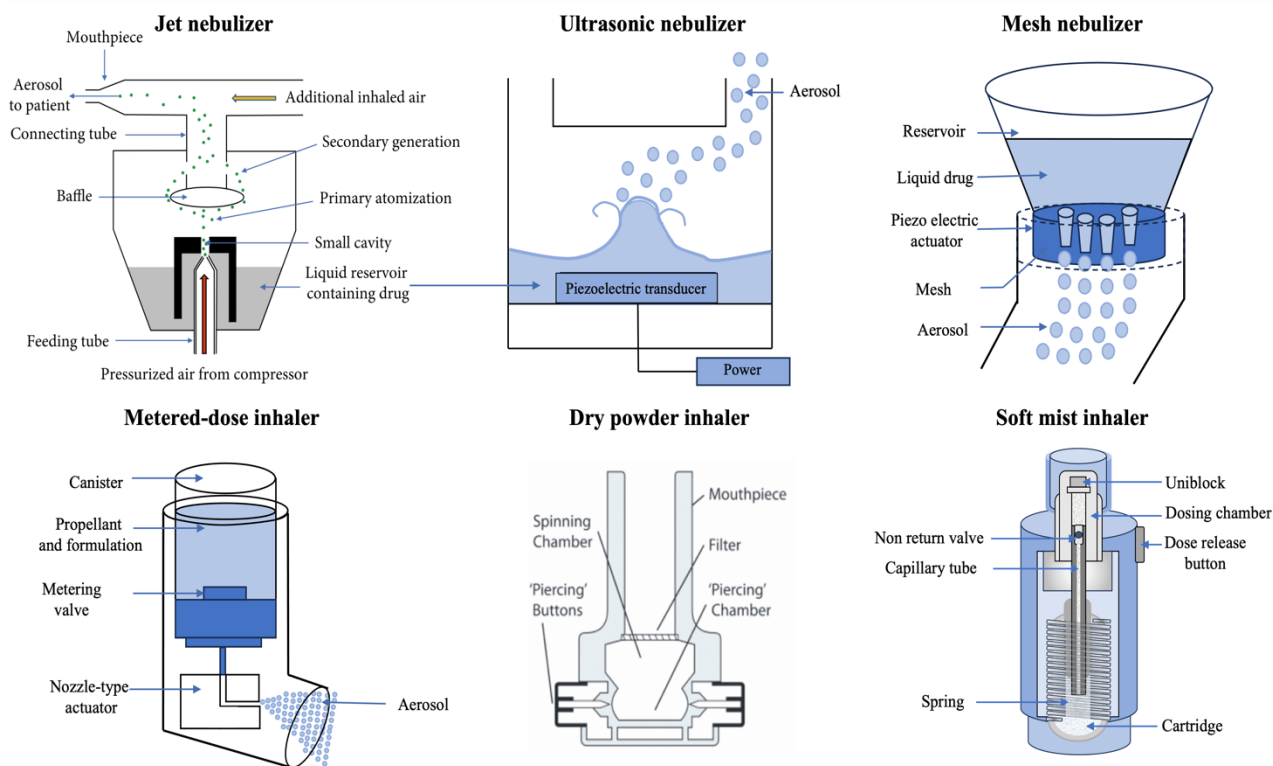 Jet nebulizer
Mouthpiece
Aerosol
to patient
Additional inhaled air
Connecting tube
Secondary generation
Baffle
Primary atomization
Small cavity
Liquid reservoir
containing drug
Feeding tube
Pressurized air from compressor
Ultrasonic nebulizer
Aerosol
Piezoelectric transducer
Power
Mesh nebulizer
Reservoir
Liquid drug
Piezo electric
actuator
Mesh
Aerosol
Metered-dose inhaler
Canister
Propellant
and formulation
Metering
valve
Nozzle-type
actuator
Aerosol
Dry powder inhaler
Mouthpiece
Spinning
Chamber
Filter
'Piercing'
Buttons
'Piercing'
Chamber
Soft mist inhaler
Uniblock
Dosing chamber
Non return valve
Dose release
button
Capillary tube
Spring
Cartridge